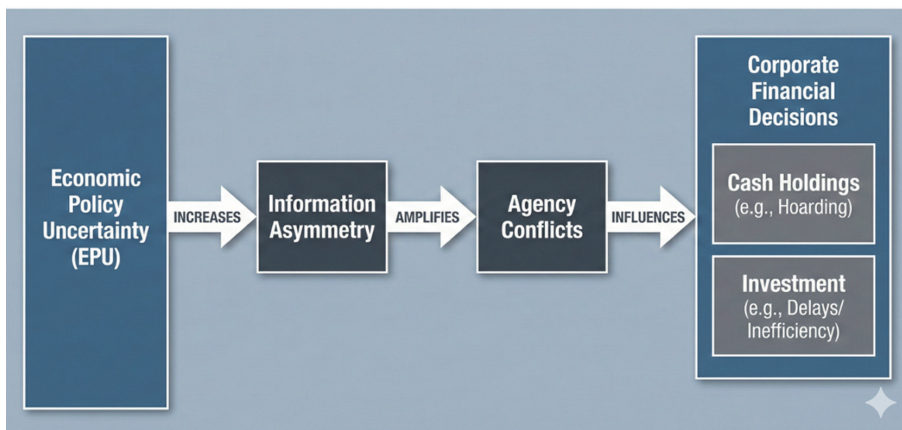 Economic
Policy
Uncertainty
(EPU)
INCREASES
Information
Asymmetry
AMPLIFIES
Agency
Conflicts
INFLUENCES
Corporate
Financial
Decisions
Cash Holdings
(e.g., Hoarding)
Investment
(e.g., Delays/
Inefficiency)